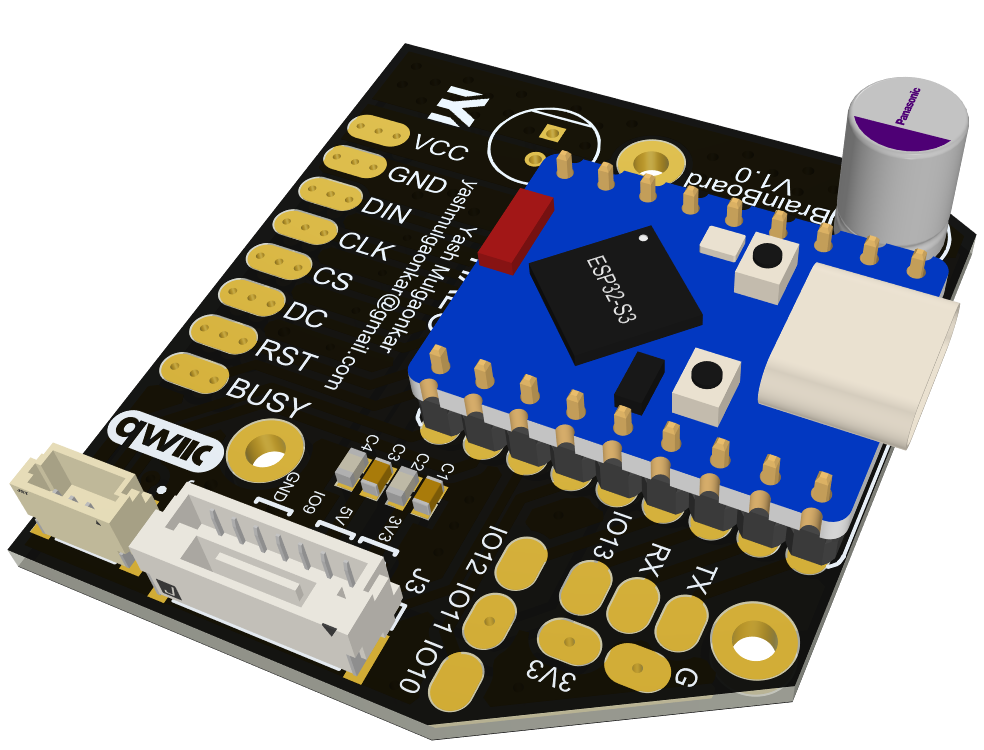 Panasonic
VCC
GND
DIN
CLK
CS
DC
RST
BUSY
BrainBoard
V1.0
Yash Mulgaonkar
yashmulgaonkar@gmail.com
ESP32-S3
qwiic
C4
C3
C2
C1
GND
IO9
5V
3V3
J3
IO12
IO11
IO10
IO13
RX
TX
3V3
G